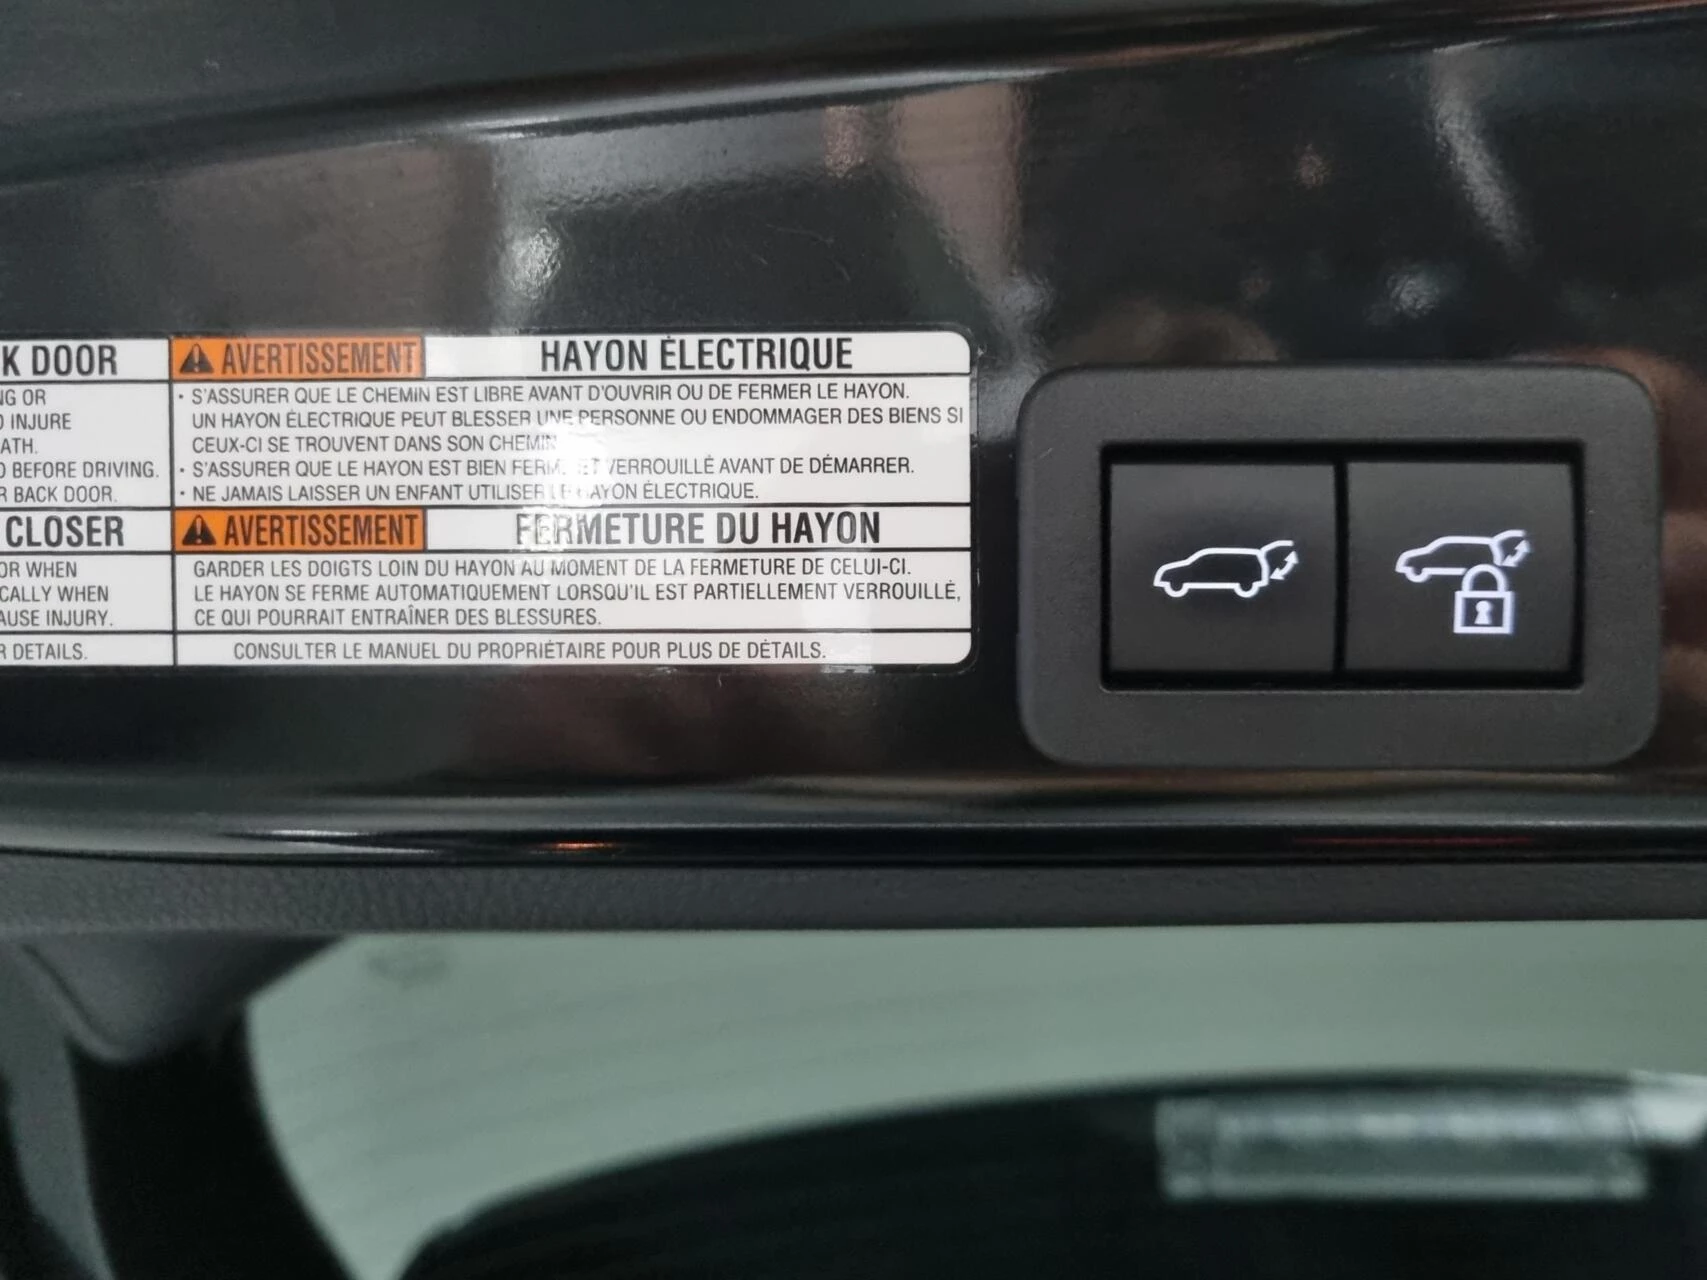 K DOOR
NG OR
INJURE
ATH.
BEFORE DRIVING.
R BACK DOOR.
CLOSER
OR WHEN
CALLY WHEN
AUSE INJURY.
R DETAILS.
AVERTISSEMENT HAYON ÉLECTRIQUE
• S'ASSURER QUE LE CHEMIN EST LIBRE AVANT D'OUVRIR OU DE FERMER LE HAYON.
UN HAYON ÉLECTRIQUE PEUT BLESSER UNE PERSONNE OU ENDOMMAGER DES BIENS SI
CEUX-CI SE TROUVENT DANS SON CHEMIN
• S'ASSURER QUE LE HAYON EST BIEN FERMÉ ET VERROUILLÉ AVANT DE DÉMARRER.
• NE JAMAIS LAISSER UN ENFANT UTILISER LE HAYON ÉLECTRIQUE.
AVERTISSEMENT FERMETURE DU HAYON
GARDER LES DOIGTS LOIN DU HAYON AU MOMENT DE LA FERMETURE DE CELUI-CI.
LE HAYON SE FERME AUTOMATIQUEMENT LORSQU'IL EST PARTIELLEMENT VERROUILLÉ,
CE QUI POURRAIT ENTRAÎNER DES BLESSURES.
CONSULTER LE MANUEL DU PROPRIÉTAIRE POUR PLUS DE DÉTAILS.